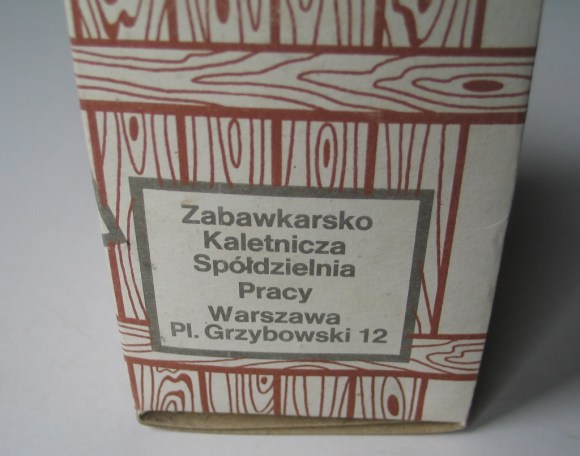 Zabawkarsko
Kaletnicza
Spółdzielnia
Pracy
Warszawa
Pl. Grzybowski 12